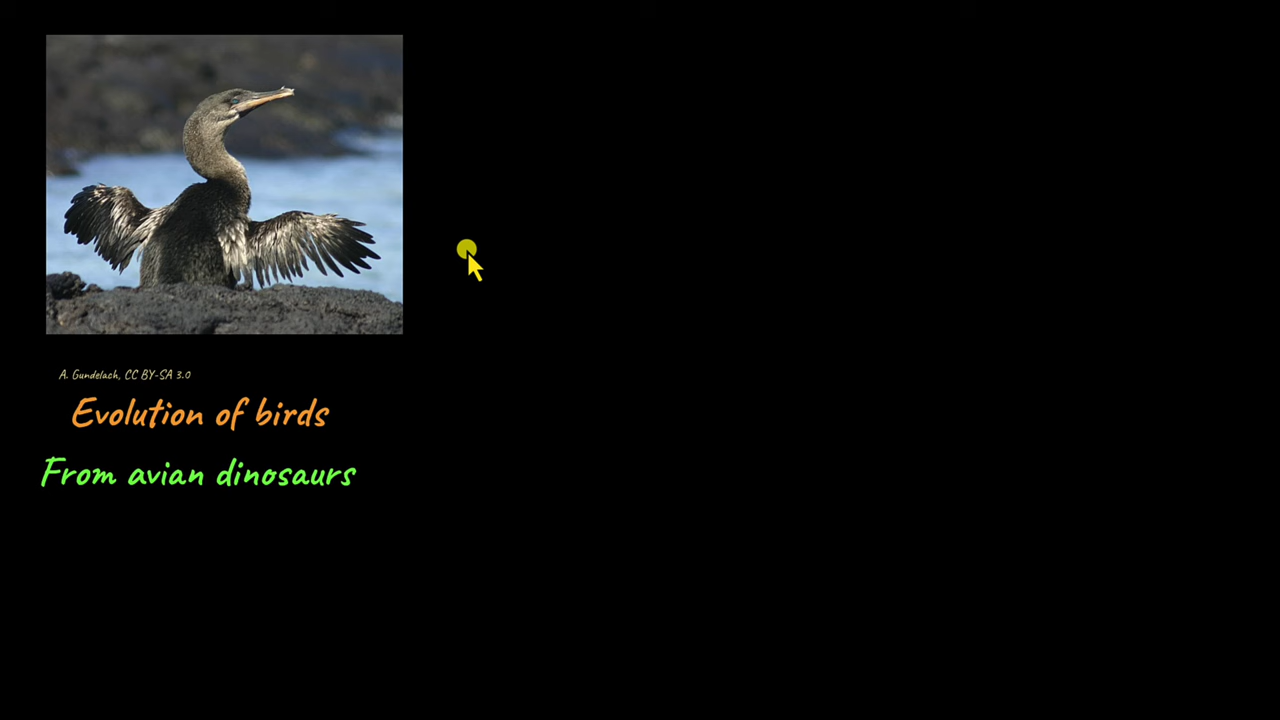 A. Gundelach, CC BY-SA 3.0
Evolution of birds
From avian dinosaurs